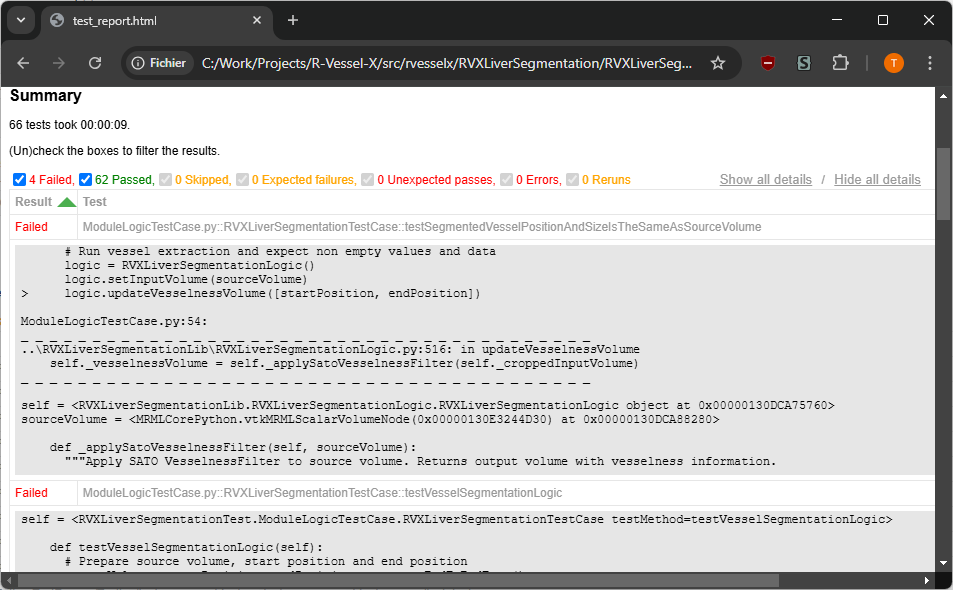 test_report.html
Fichier
C:/Work/Projects/R-Vessel-X/src/rvesselx/RVXLiverSegmentation/RVXLiverSeg...
S
T
Summary
66 tests took 00:00:09.
(Un)check the boxes to filter the results.
4 Failed, 62 Passed, 0 Skipped, 0 Expected failures, 0 Unexpected passes, 0 Errors, 0 Reruns
Show all details / Hide all details
Result Test
Failed ModuleLogicTestCase.py::RVXLiverSegmentationTestCase::testSegmentedVesselPositionAndSizeIsTheSameAsSourceVolume
# Run vessel extraction and expect non empty values and data
logic = RVXLiverSegmentationLogic()
logic.setInputVolume(sourceVolume)
> logic.updateVesselnessVolume([startPosition, endPosition])
ModuleLogicTestCase.py:54:
_ _ _ _ _ _ _ _ _ _ _ _ _ _ _ _ _ _ _ _ _ _ _ _ _ _ _ _ _ _ _ _ _ _ _ _ _ _ _ _
..\RVXLiverSegmentationLib\RVXLiverSegmentationLogic.py:516: in updateVesselnessVolume
self._vesselnessVolume = self._applySatoVesselnessFilter(self._croppedInputVolume)
_ _ _ _ _ _ _ _ _ _ _ _ _ _ _ _ _ _ _ _ _ _ _ _ _ _ _ _ _ _ _ _ _ _ _ _ _ _ _ _
self = <RVXLiverSegmentationLib.RVXLiverSegmentationLogic.RVXLiverSegmentationLogic object at 0x00000130DCA75760>
sourceVolume = <MRMLCorePython.vtkMRMLScalarVolumeNode(0x00000130E3244D30) at 0x00000130DCA88280>
def _applySatoVesselnessFilter(self, sourceVolume):
"""Apply SATO VesselnessFilter to source volume. Returns output volume with vesselness information.
Failed ModuleLogicTestCase.py::RVXLiverSegmentationTestCase::testVesselSegmentationLogic
self = <RVXLiverSegmentationTest.ModuleLogicTestCase.RVXLiverSegmentationTestCase testMethod=testVesselSegmentationLogic>
def testVesselSegmentationLogic(self):
# Prepare source volume, start position and end position